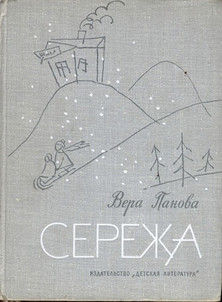 Вера Панова
СЕРЕЖА
ИЗДАТЕЛЬСТВО „ДЕТСКАЯ ЛИТЕРАТУРА"